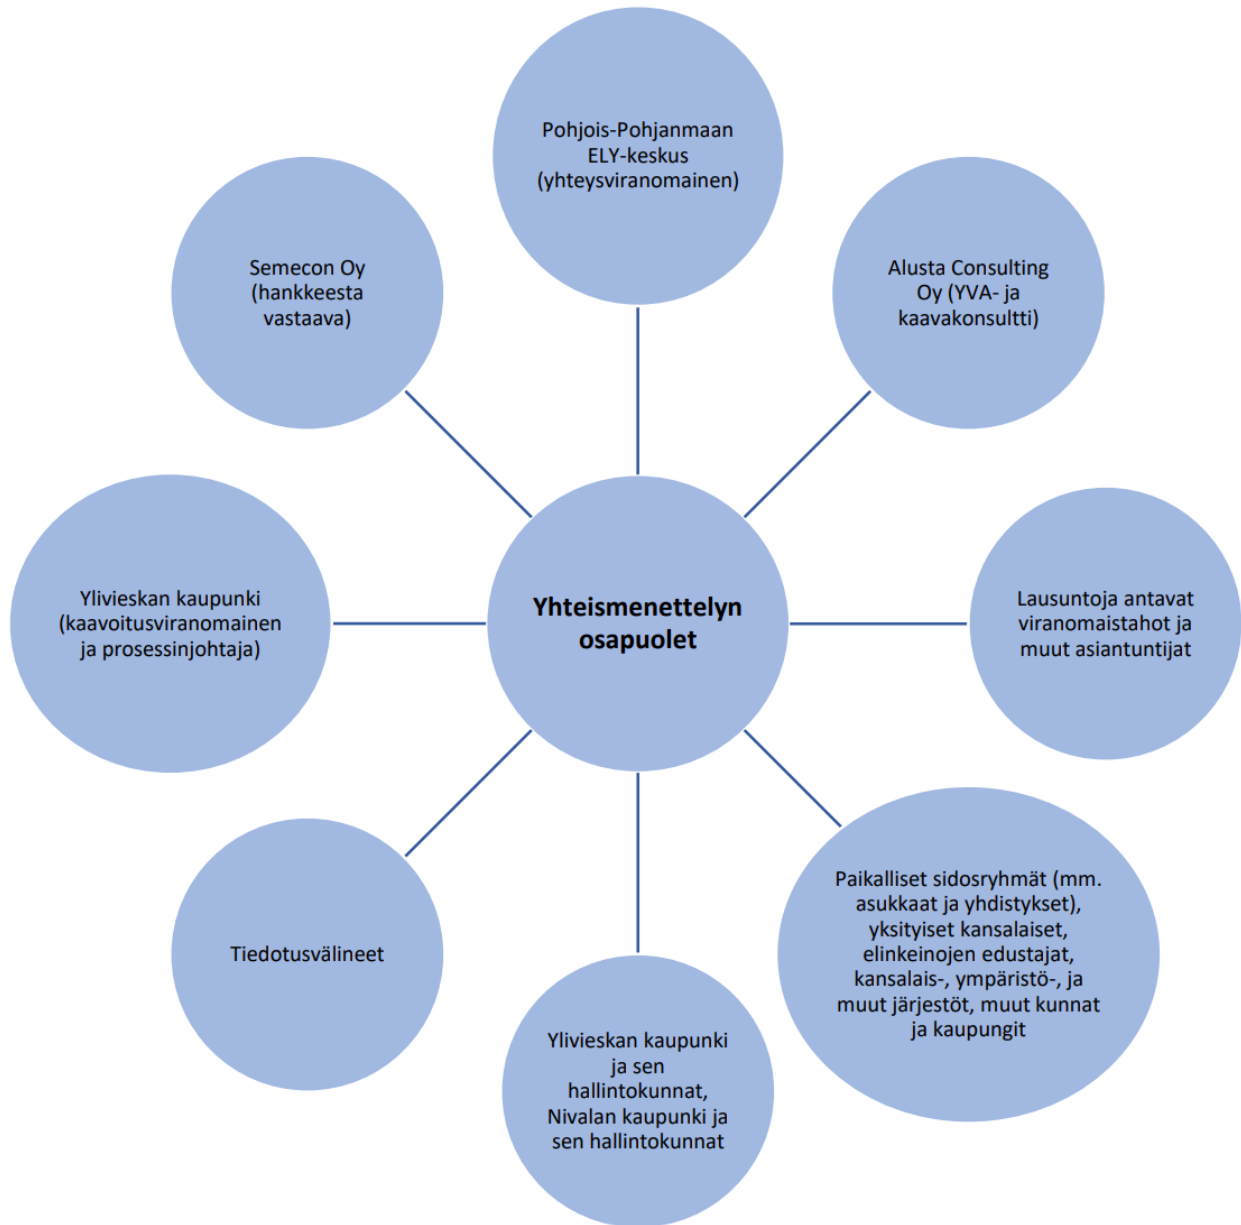 Pohjois-Pohjanmaan
ELY-keskus
(yhteysviranomainen)
Semecon Oy
(hankkeesta
vastaava)
Alusta Consulting
Oy (YVA- ja
kaavakonsultti)
Ylivieskan kaupunki
(kaavoitusviranomainen
ja prosessinjohtaja)
Yhteismenettelyn
osapuolet
Lausuntoja antavat
viranomaistahot ja
muut asiantuntijat
Tiedotusvälineet
Paikalliset sidosryhmät (mm.
asukkaat ja yhdistykset),
yksityiset kansalaiset,
elinkeinojen edustajat,
kansalais-, ympäristö-, ja
muut järjestöt, muut kunnat
ja kaupungit
Ylivieskan kaupunki
ja sen
hallintokunnat,
Nivalan kaupunki ja
sen hallintokunnat